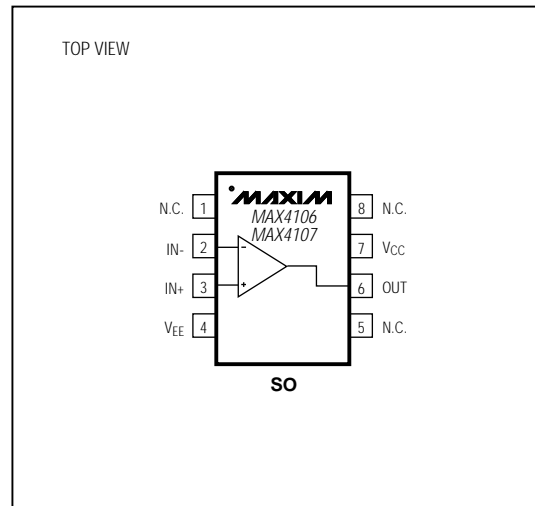 TOP VIEW
MAXIM
MAX4106
MAX4107
N.C. 1
IN- 2
IN+ 3
VEE 4
8 N.C.
7 VCC
6 OUT
5 N.C.
-
+
SO